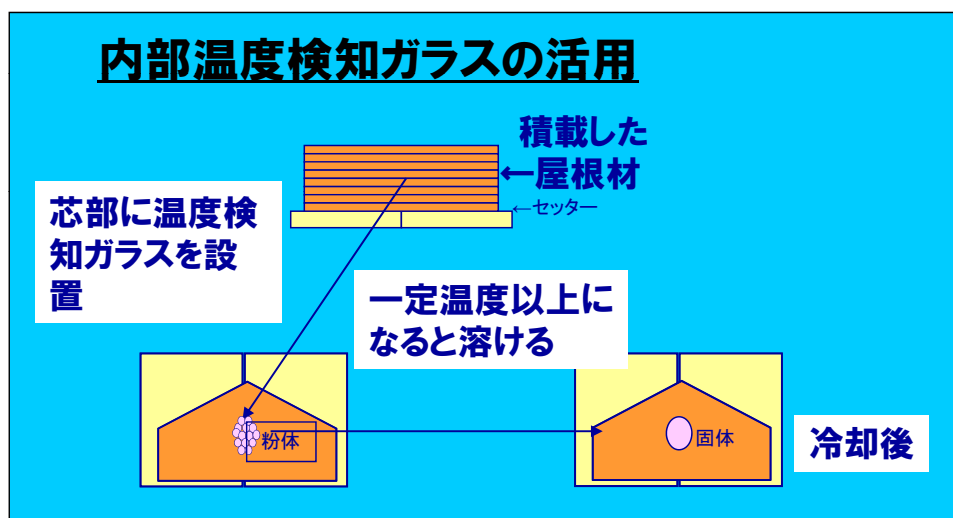 内部温度検知ガラスの活用
積載した
←屋根材
←セッター
芯部に温度検
知ガラスを設
置
一定温度以上に
なると溶ける
粉体
固体
冷却後